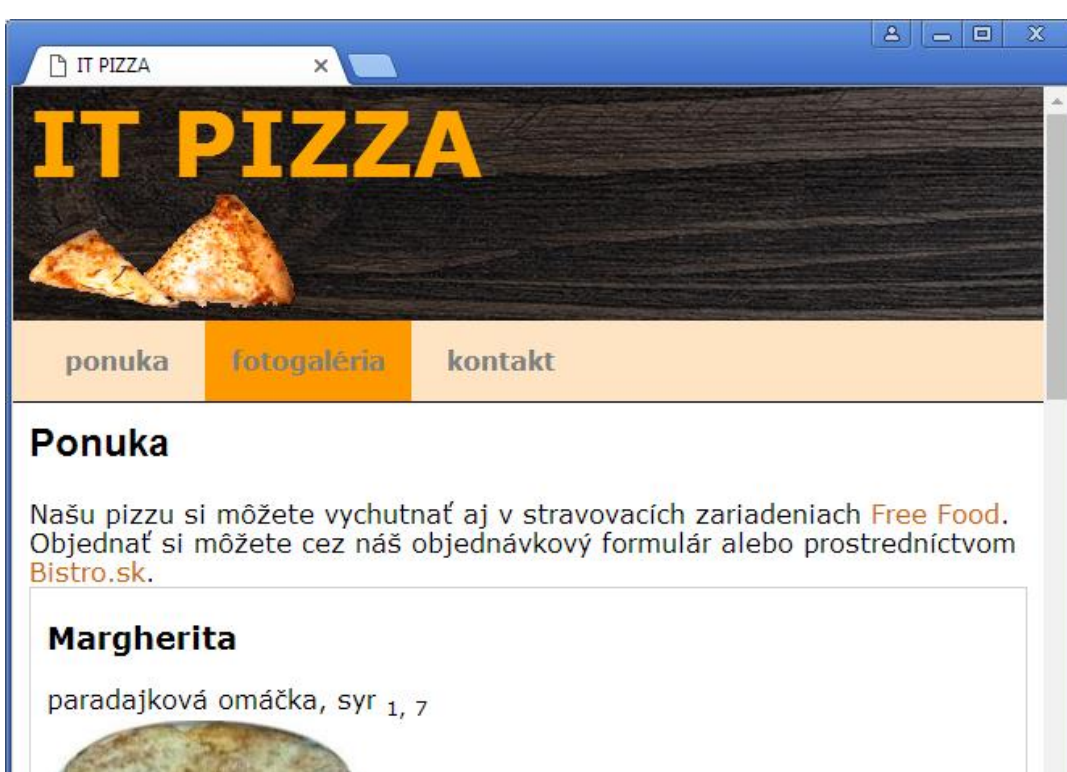 IT PIZZA
IT PIZZA
ponuka fotogaléria kontakt
Ponuka
Našu pizzu si môžete vychutnať aj v stravovacích zariadeniach Free Food.
Objednať si môžete cez náš objednávkový formulár alebo prostredníctvom
Bistro.sk.
Margherita
paradajková omáčka, syr 1, 7